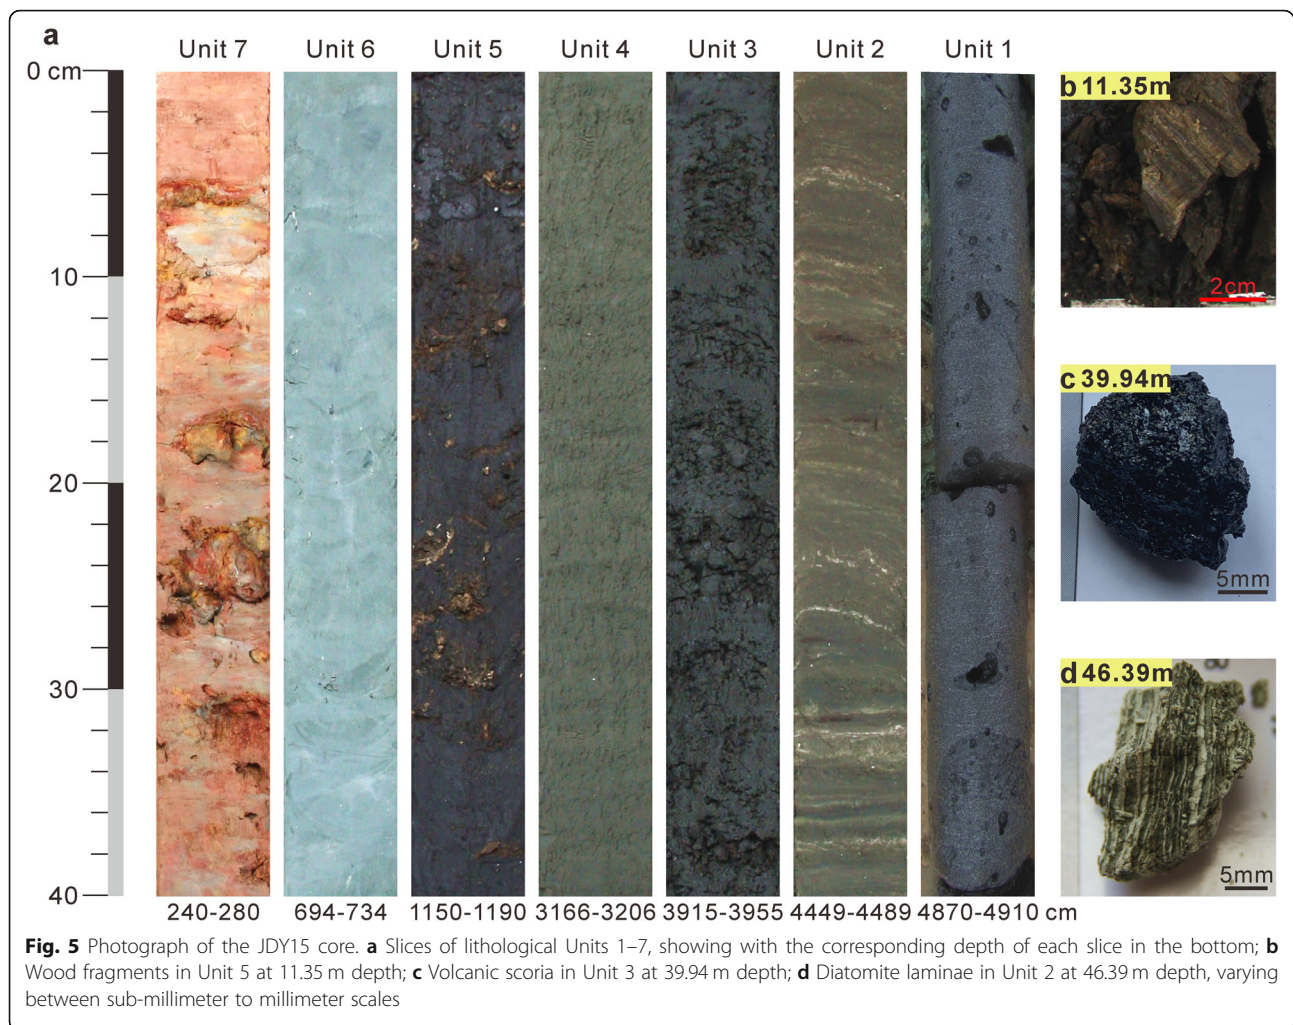 a
Unit 7 Unit 6 Unit 5 Unit 4 Unit 3 Unit 2 Unit 1
0 cm
10
20
30
40
240-280 694-734 1150-1190 3166-3206 3915-3955 4449-4489 4870-4910 cm
b 11.35m
2cm
c 39.94m
5mm
d 46.39m
5mm
Fig. 5 Photograph of the JDY15 core. a Slices of lithological Units 1–7, showing with the corresponding depth of each slice in the bottom; b
Wood fragments in Unit 5 at 11.35 m depth; c Volcanic scoria in Unit 3 at 39.94 m depth; d Diatomite laminae in Unit 2 at 46.39 m depth, varying
between sub-millimeter to millimeter scales